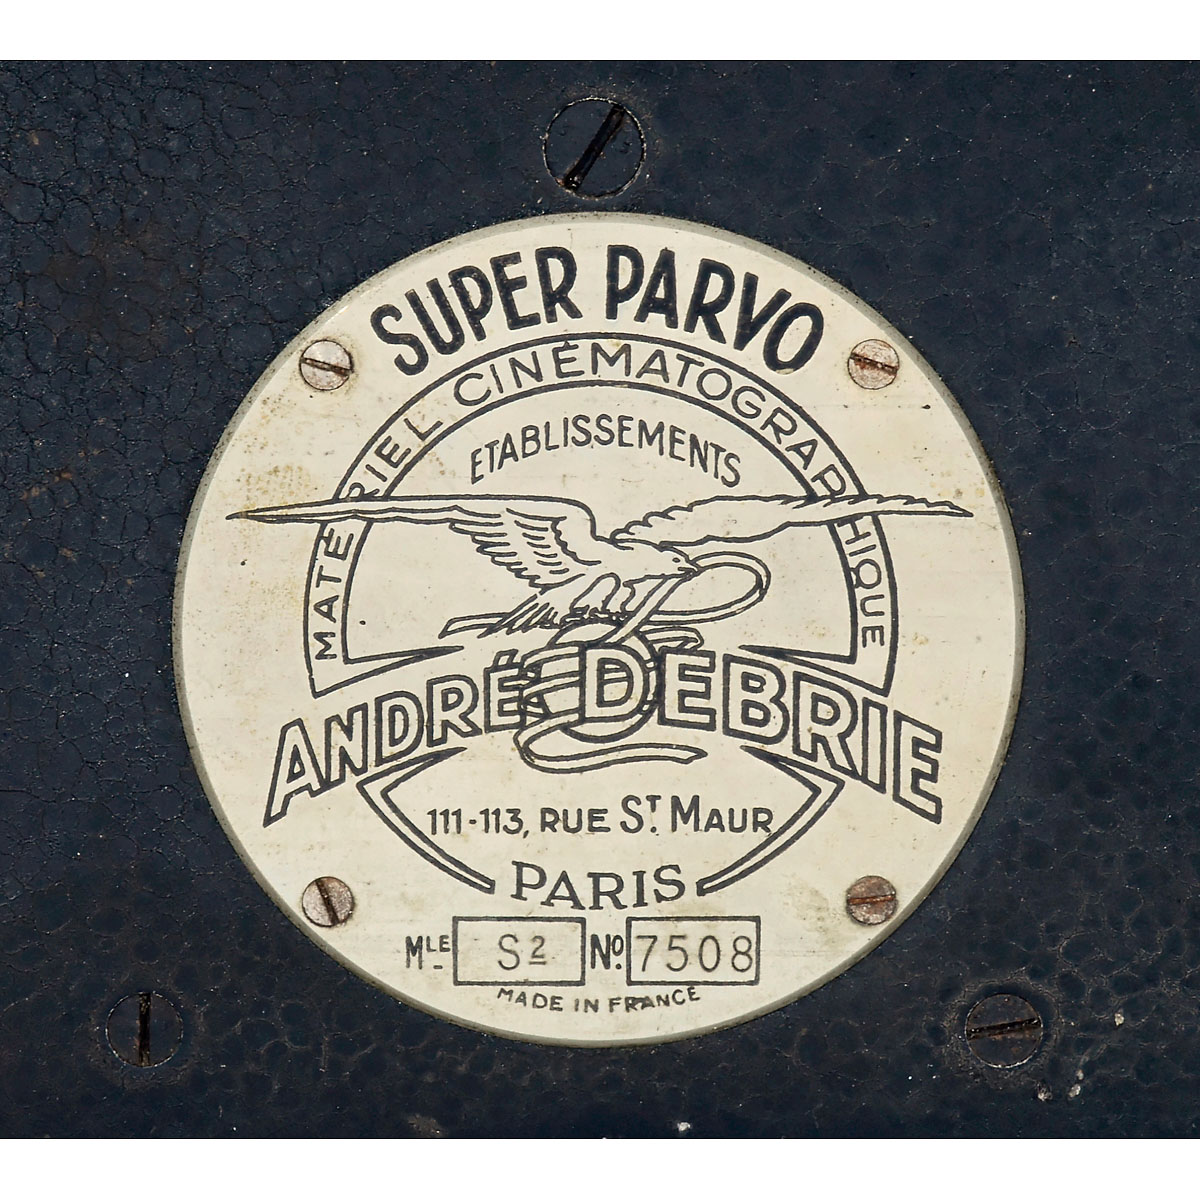 SUPER PARVO
MATÉRIEL CINÉMATOGRAPHIQUE
ETABLISSEMENTS
ANDRÉ DEBRIE
111-113, RUE ST. MAUR
PARIS
MLE S2 NO. 7508
MADE IN FRANCE